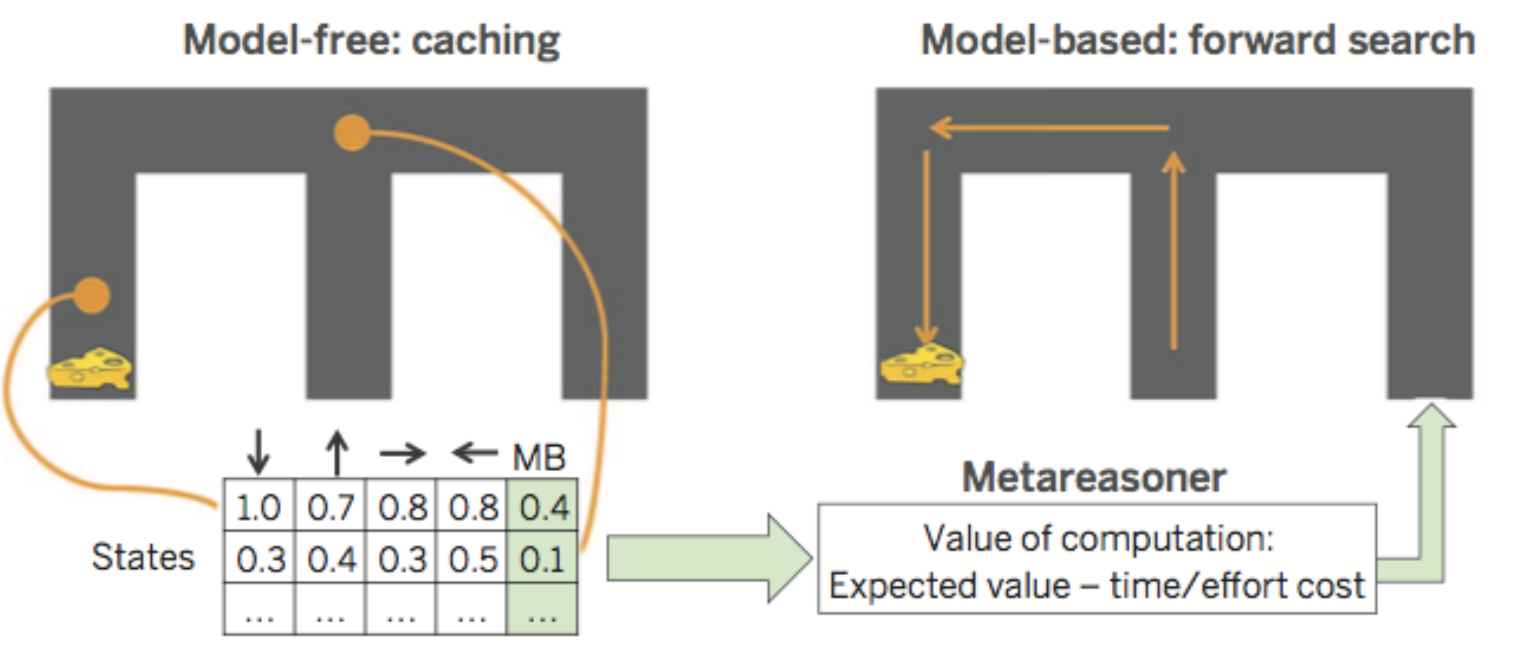 Model-free: caching
Model-based: forward search
↓ ↑ → ← MB
1.0 0.7 0.8 0.8 0.4
States 0.3 0.4 0.3 0.5 0.1
... ... ... ... ...
Metareasoner
Value of computation:
Expected value – time/effort cost